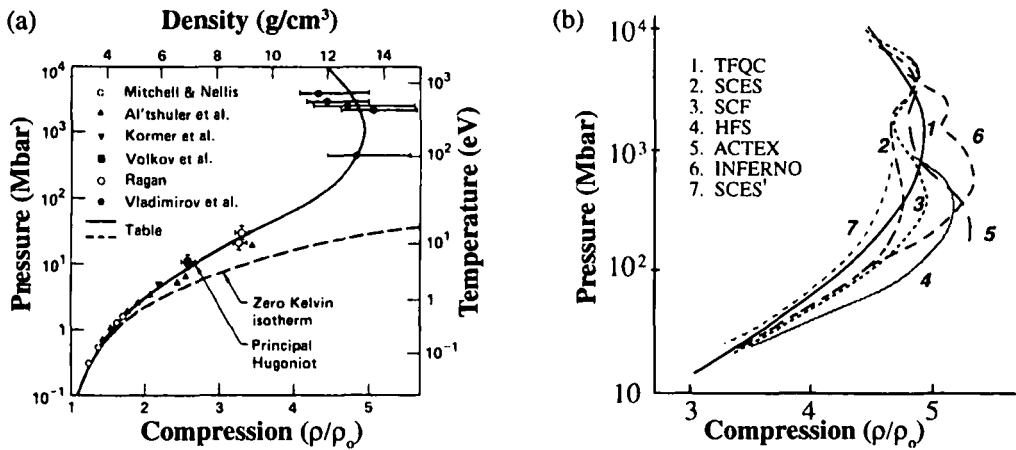 (a)
Density (g/cm³)
4 6 8 10 12 14
10⁴
10³
10²
10¹
1
10⁻¹
Pressure (Mbar)
Mitchell & Nellis
Al'tshuler et al.
Kormer et al.
Volkov et al.
Ragan
Vladimirov et al.
Table
Zero Kelvin
isotherm
Principal
Hugoniot
10³
10²
10¹
1
10⁻¹
Temperature (eV)
1 2 3 4 5
Compression (ρ/ρₒ)
(b)
10⁴
10³
10²
10
Pressure (Mbar)
1. TFQC
2. SCES
3. SCF
4. HFS
5. ACTEX
6. INFERNO
7. SCES'
1
2
6
3
7
5
4
3 4 5
Compression (ρ/ρₒ)